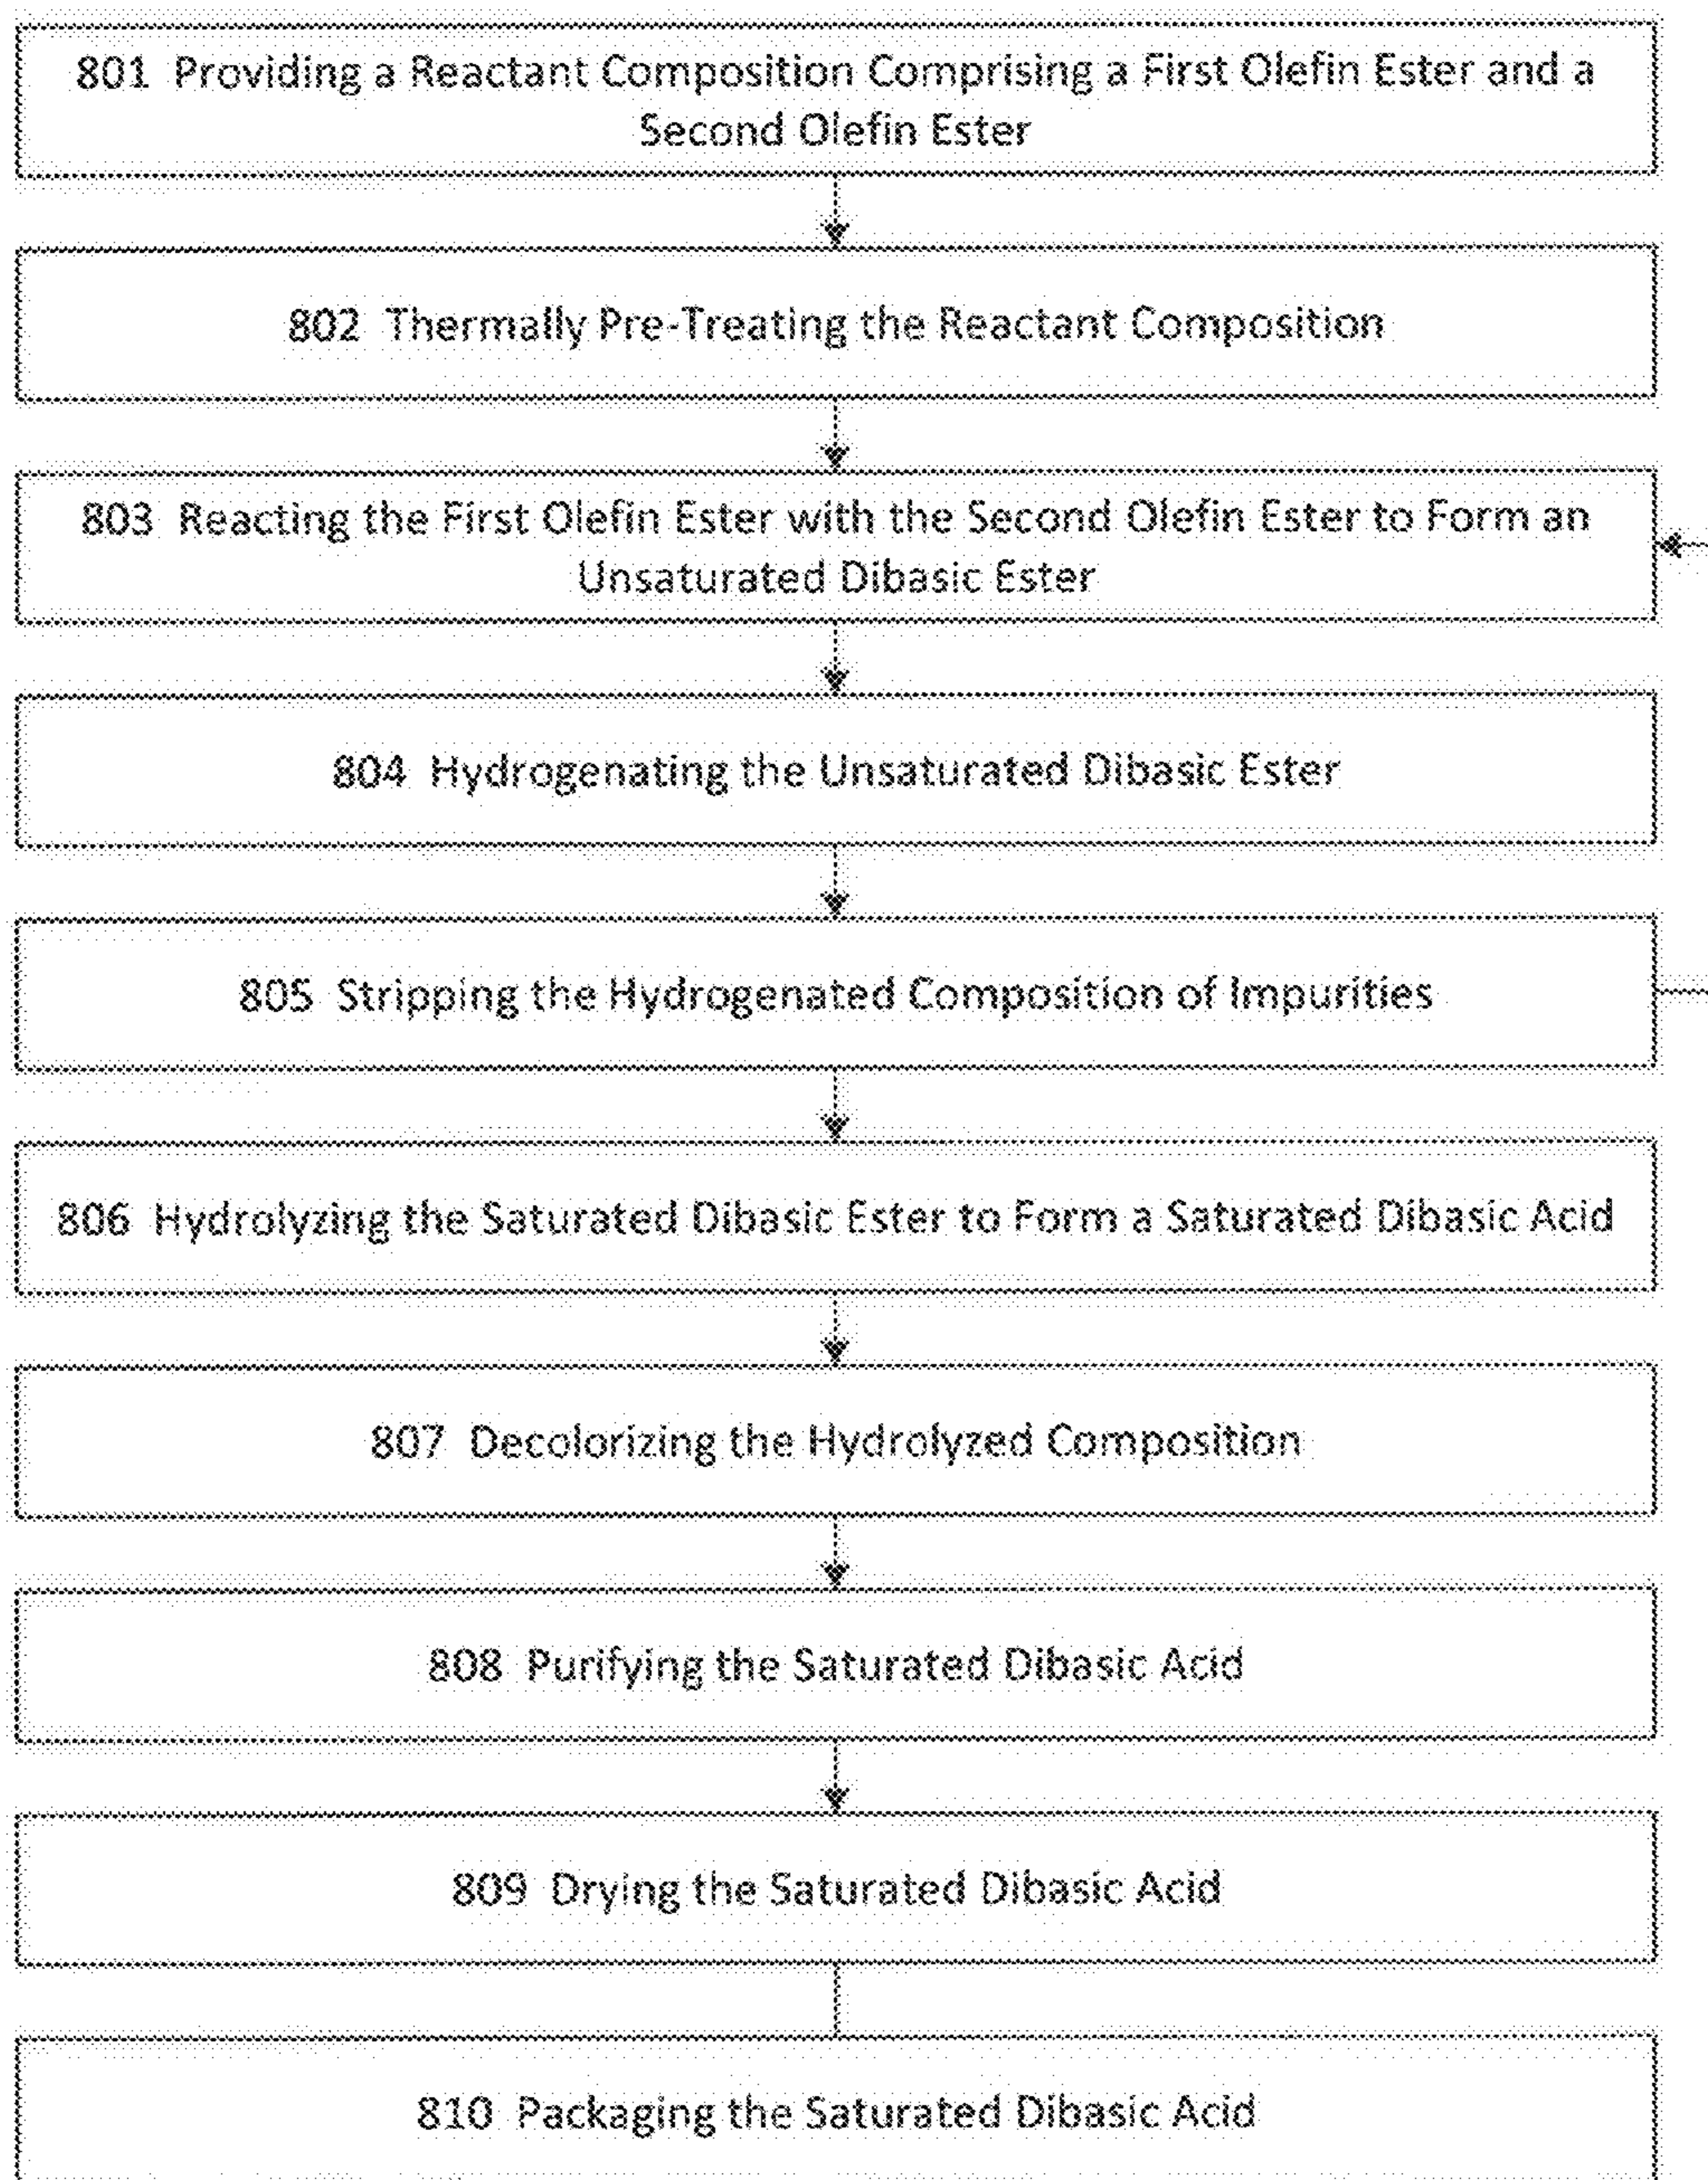 801 Providing a Reactant Composition Comprising a First Olefin Ester and a
Second Olefin Ester
802 Thermally Pre-Treating the Reactant Composition
803 Reacting the First Olefin Ester with the Second Olefin Ester to Form an
Unsaturated Dibasic Ester
804 Hydrogenating the Unsaturated Dibasic Ester
805 Stripping the Hydrogenated Composition of Impurities
806 Hydrolyzing the Saturated Dibasic Ester to Form a Saturated Dibasic Acid
807 Decolorizing the Hydrolyzed Composition
808 Purifying the Saturated Dibasic Acid
809 Drying the Saturated Dibasic Acid
810 Packaging the Saturated Dibasic Acid